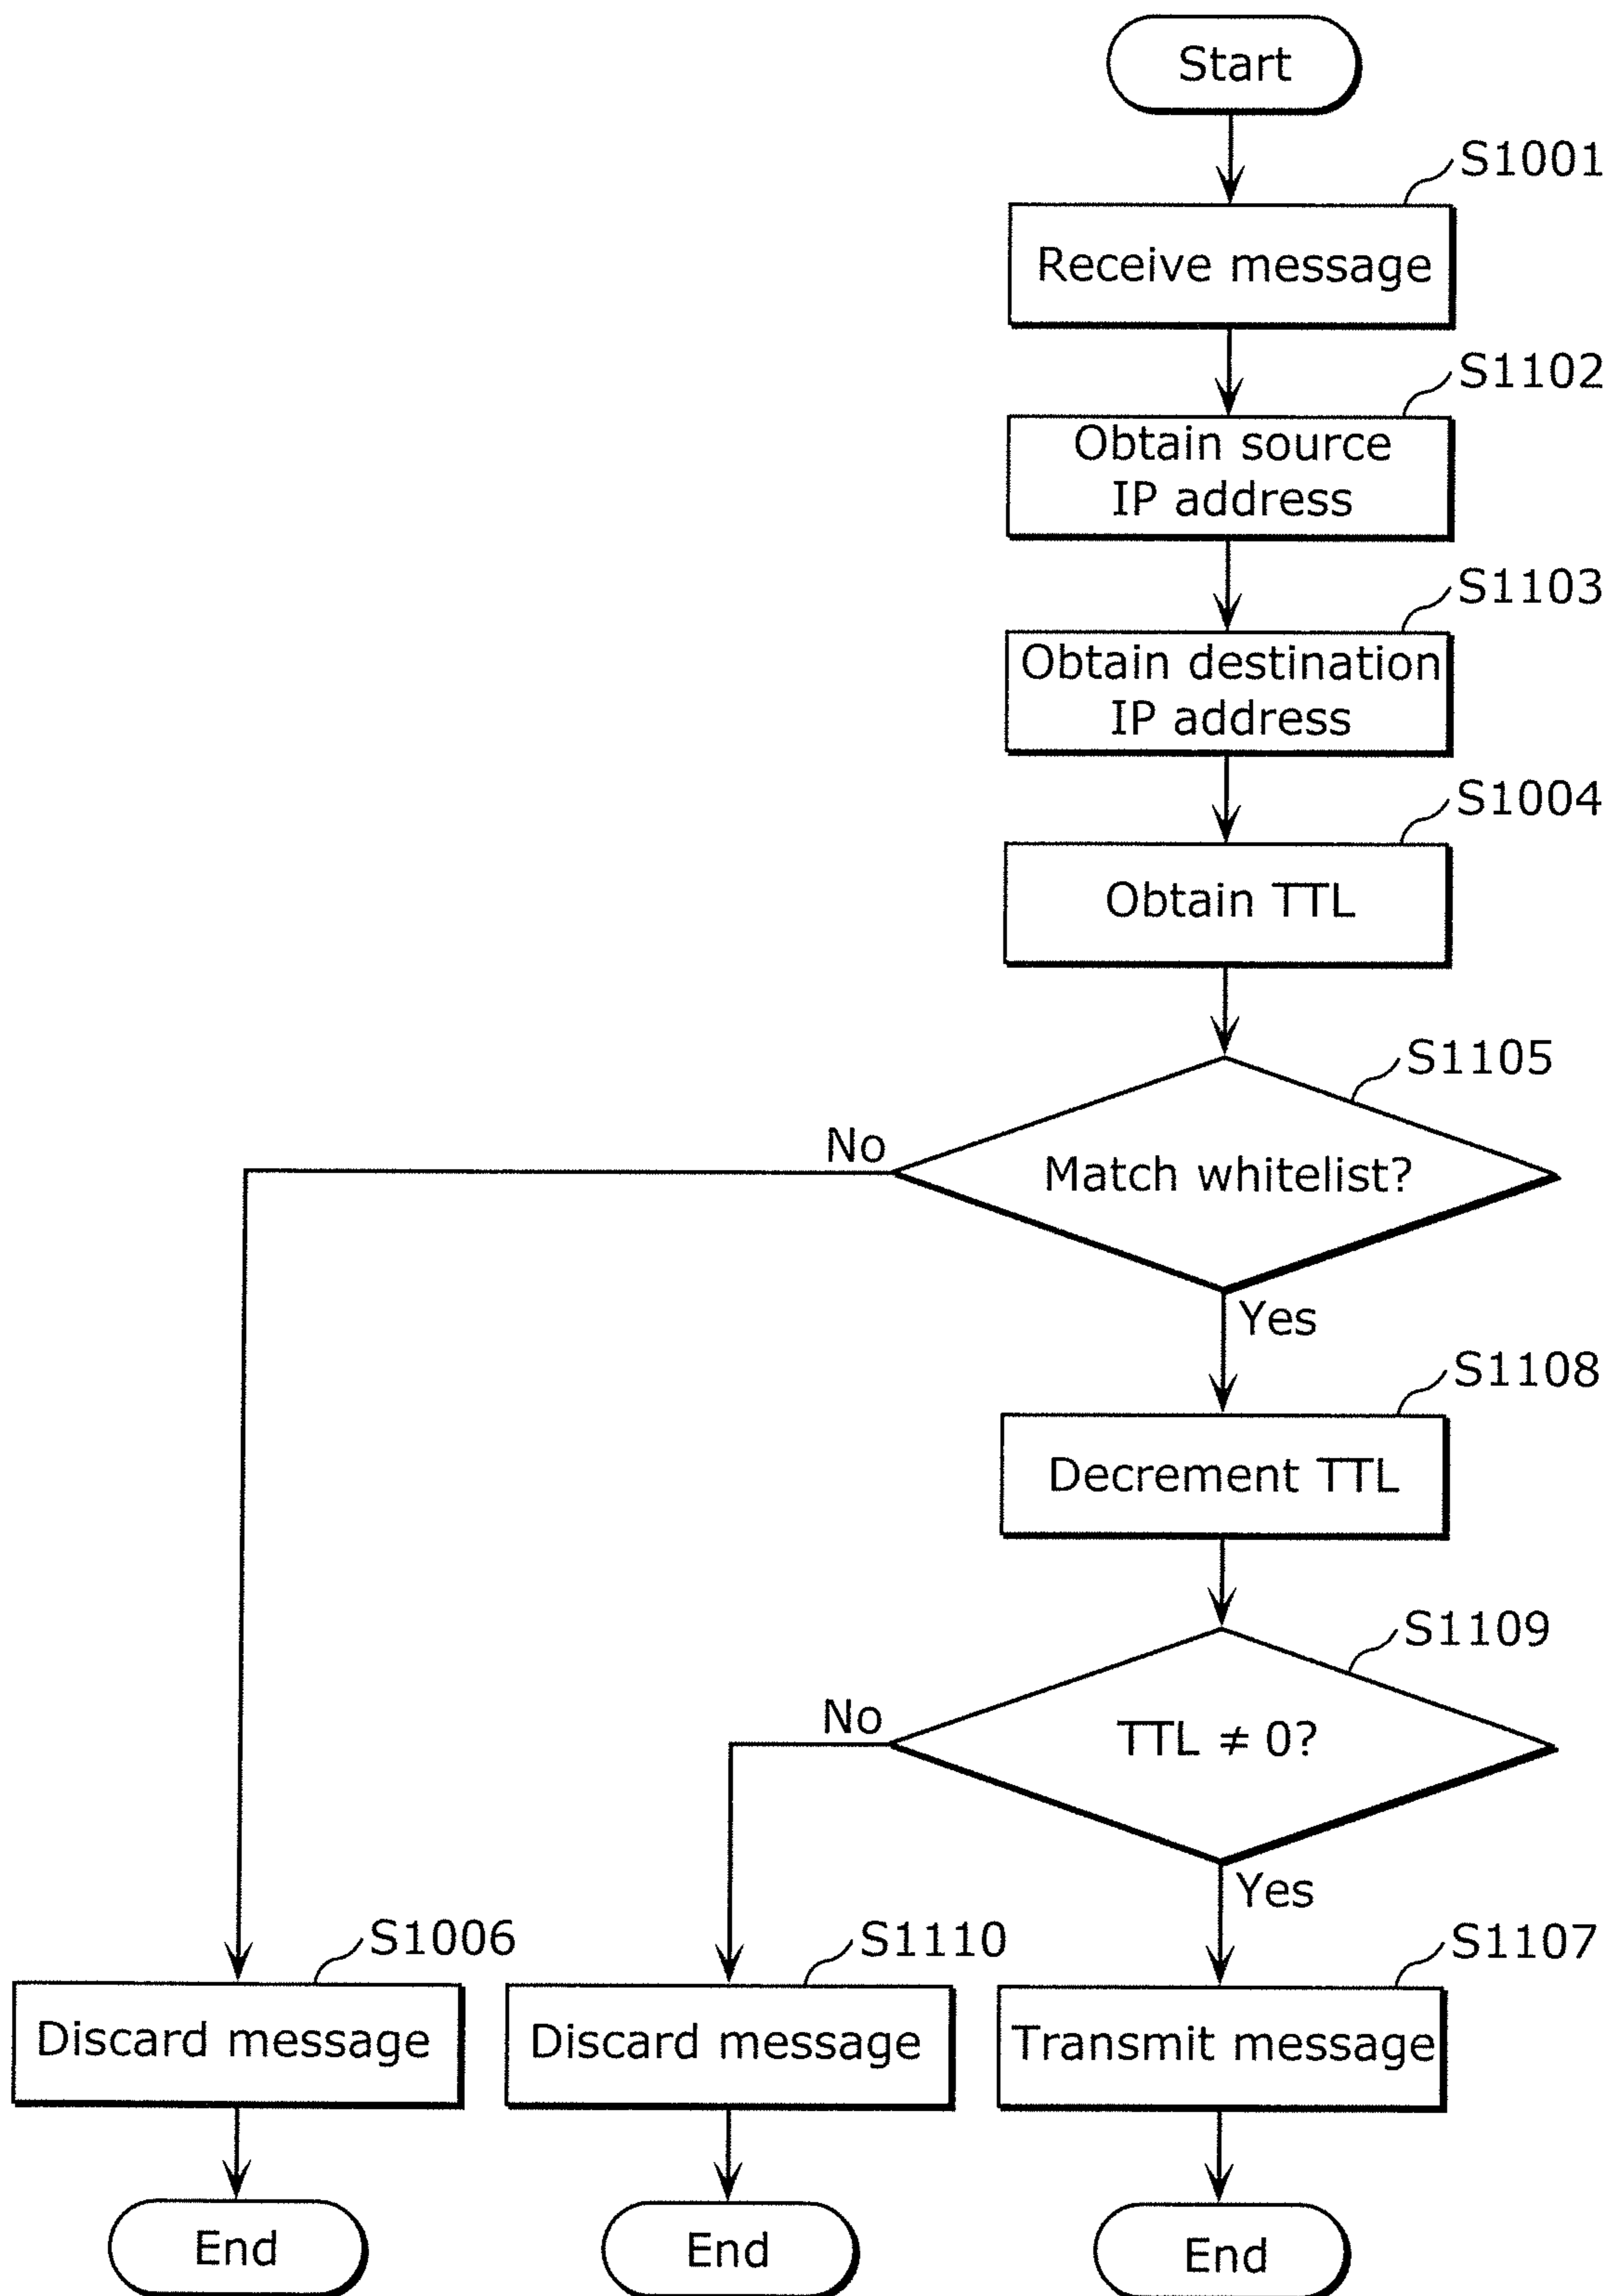 Start
S1001
Receive message
S1102
Obtain source
IP address
S1103
Obtain destination
IP address
S1004
Obtain TTL
S1105
Match whitelist?
No
Yes
S1108
Decrement TTL
S1109
TTL ≠ 0?
No
Yes
S1006
Discard message
S1110
Discard message
S1107
Transmit message
End
End
End